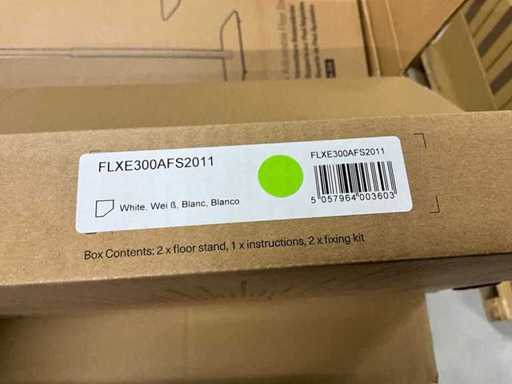 FLXE300AFS2011
FLXE300AFS2011
White, Wei ß, Blanc, Blanco
5 057964 003603
Box Contents: 2 x floor stand, 1 x instructions, 2 x fixing kit